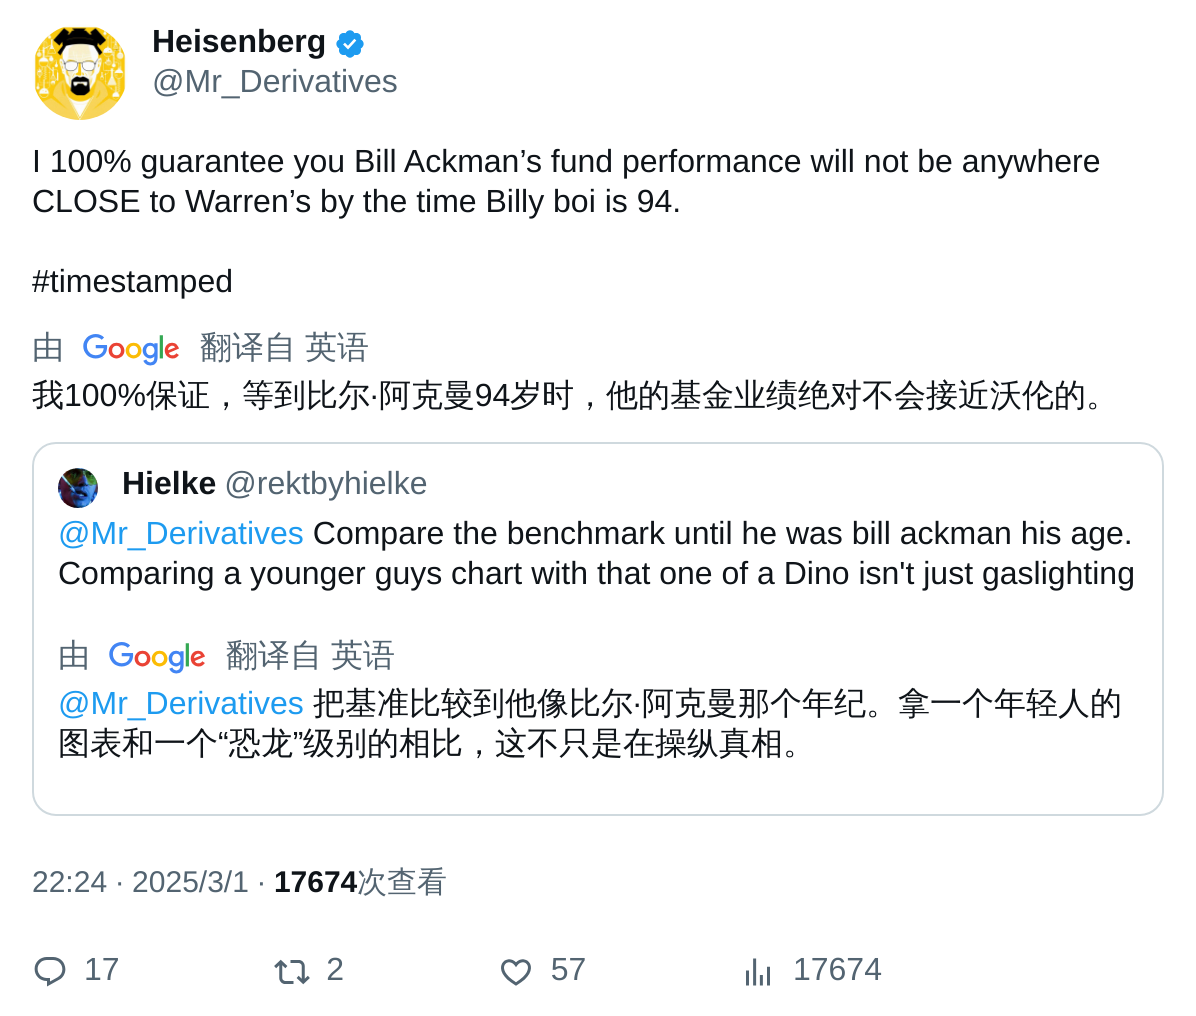 Heisenberg
@Mr_Derivatives
I 100% guarantee you Bill Ackman’s fund performance will not be anywhere
CLOSE to Warren’s by the time Billy boi is 94.
#timestamped
由 Google 翻译自 英语
我100%保证，等到比尔·阿克曼94岁时，他的基金业绩绝对不会接近沃伦的。
Hielke @rektbyhielke
@Mr_Derivatives Compare the benchmark until he was bill ackman his age.
Comparing a younger guys chart with that one of a Dino isn't just gaslighting
由 Google 翻译自 英语
@Mr_Derivatives 把基准比较到他像比尔·阿克曼那个年纪。拿一个年轻人的
图表和一个“恐龙”级别的相比，这不只是在操纵真相。
22:24 · 2025/3/1 · 17674次查看
17 2 57 17674